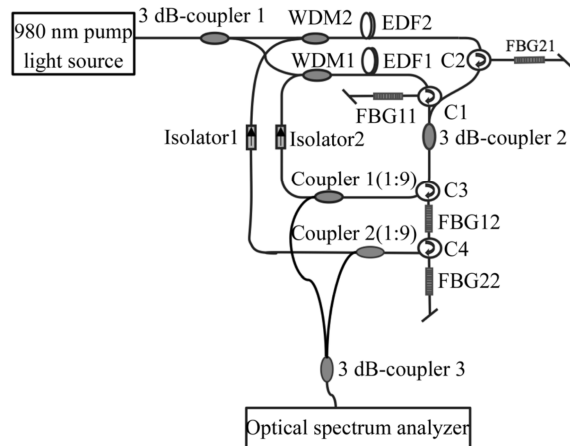 980 nm pump
light source
3 dB-coupler 1
WDM2
EDF2
WDM1
EDF1
C2
FBG21
FBG11
C1
Isolator1
Isolator2
3 dB-coupler 2
Coupler 1(1:9)
C3
FBG12
Coupler 2(1:9)
C4
FBG22
3 dB-coupler 3
Optical spectrum analyzer